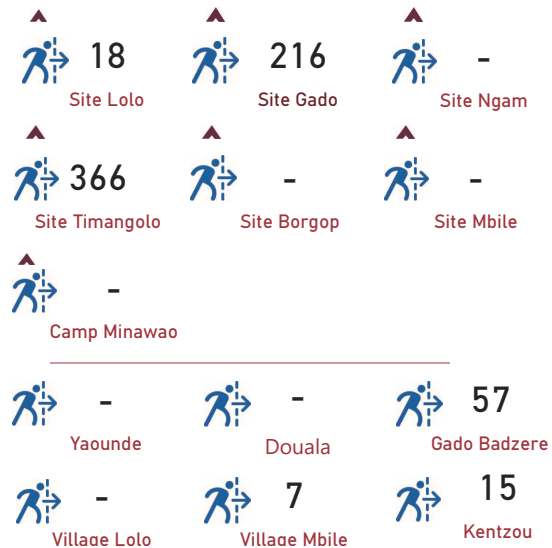 18 216 -
Site Lolo Site Gado Site Ngam
366 - -
Site Timangolo Site Borgop Site Mbile
-
Camp Minawao
- - 57
Yaounde Douala Gado Badzere
- 7 15
Village Lolo Village Mbile Kentzou